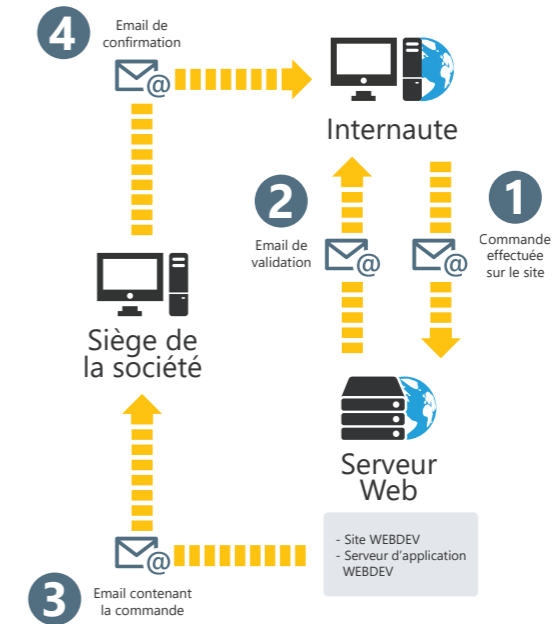 4
Email de
confirmation
@
Internaute
2
Email de
validation
@
1
Commande
effectuée
sur le site
@
Siège de
la société
Serveur
Web
- Site WEBDEV
- Serveur d'application
WEBDEV
@
3
Email contenant
la commande